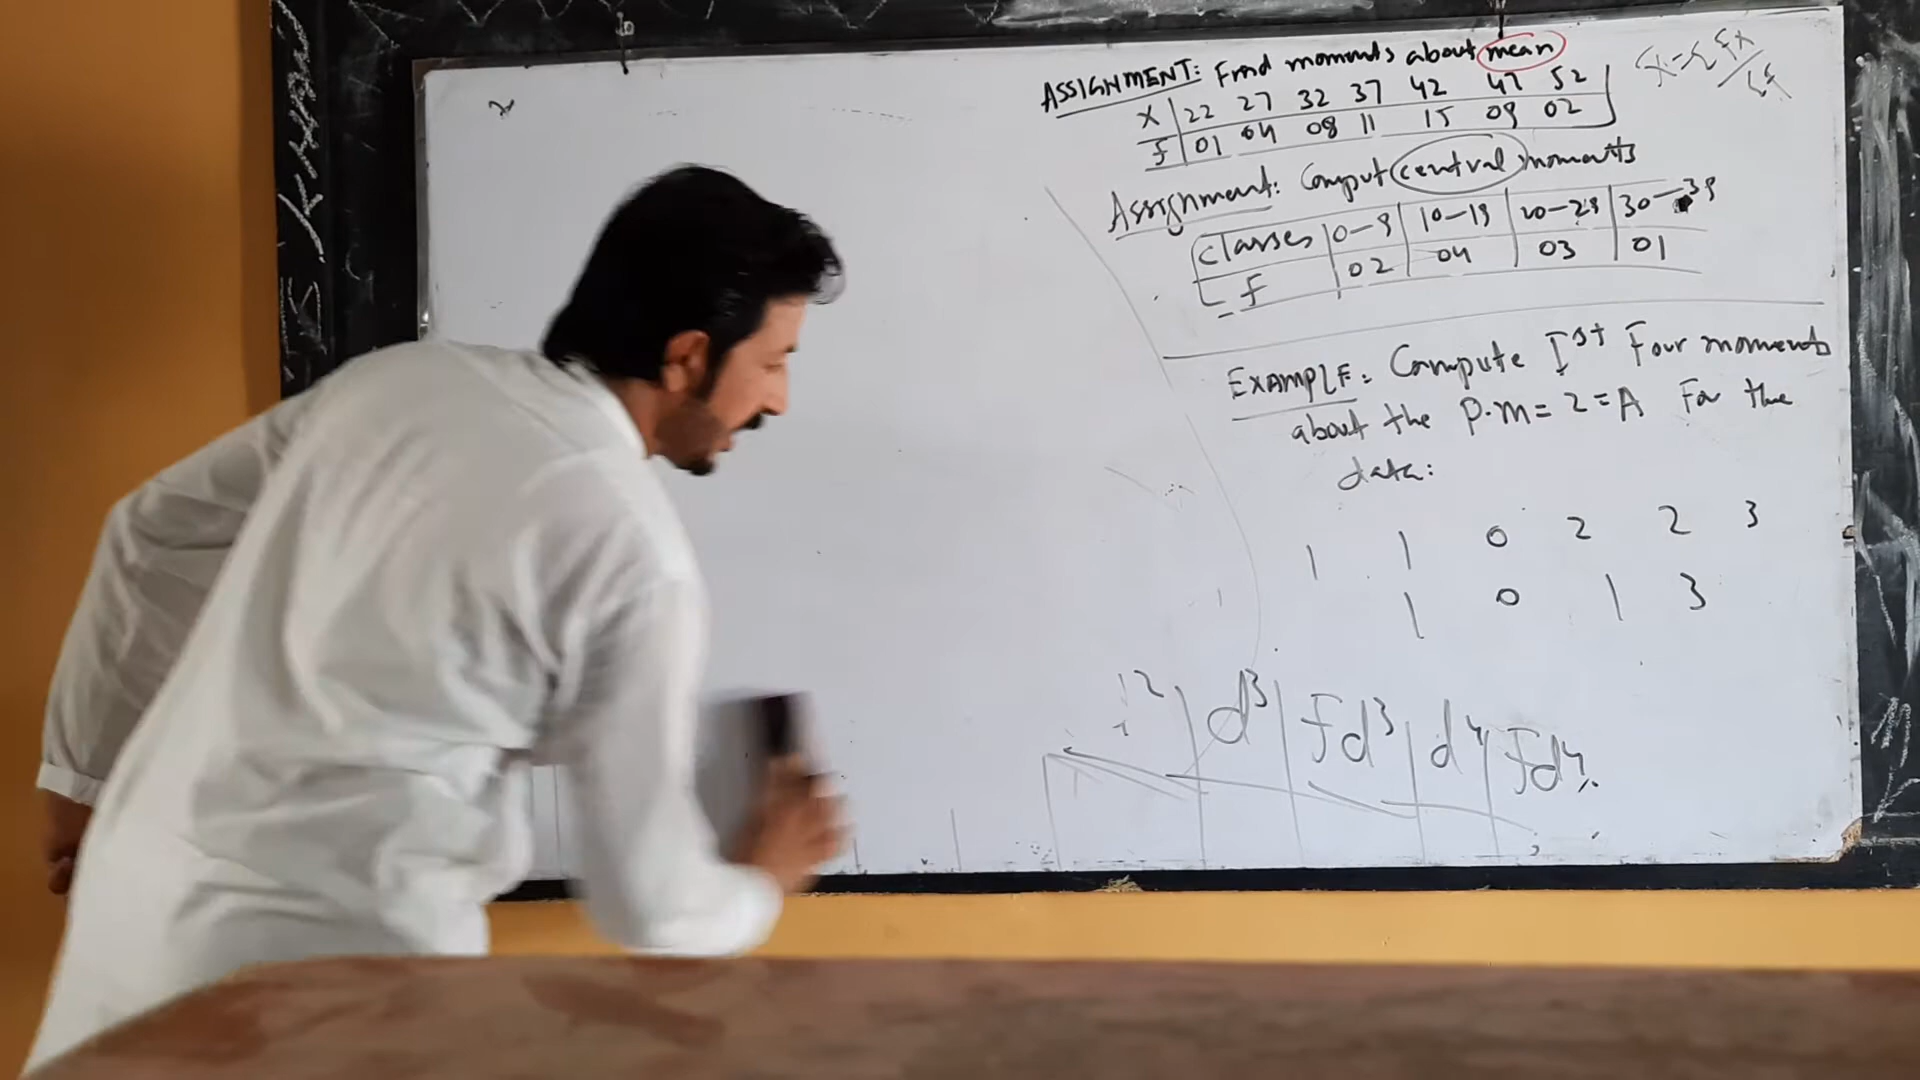 ASSIGNMENT: Find moments about mean
X 22 27 32 37 42 47 52
f 01 04 08 11 15 09 02
x̄ = Σfx/Σf
Assignment: Comput central moments
Classes 0-9 10-19 20-29 30-39
F 02 04 03 01
EXAMPLE: Compute Ist Four moments
about the P.M = 2 = A For the
data:
1 1 0 2 2 3
1 0 1 3
d³ Fd³ d⁴ Fd⁴